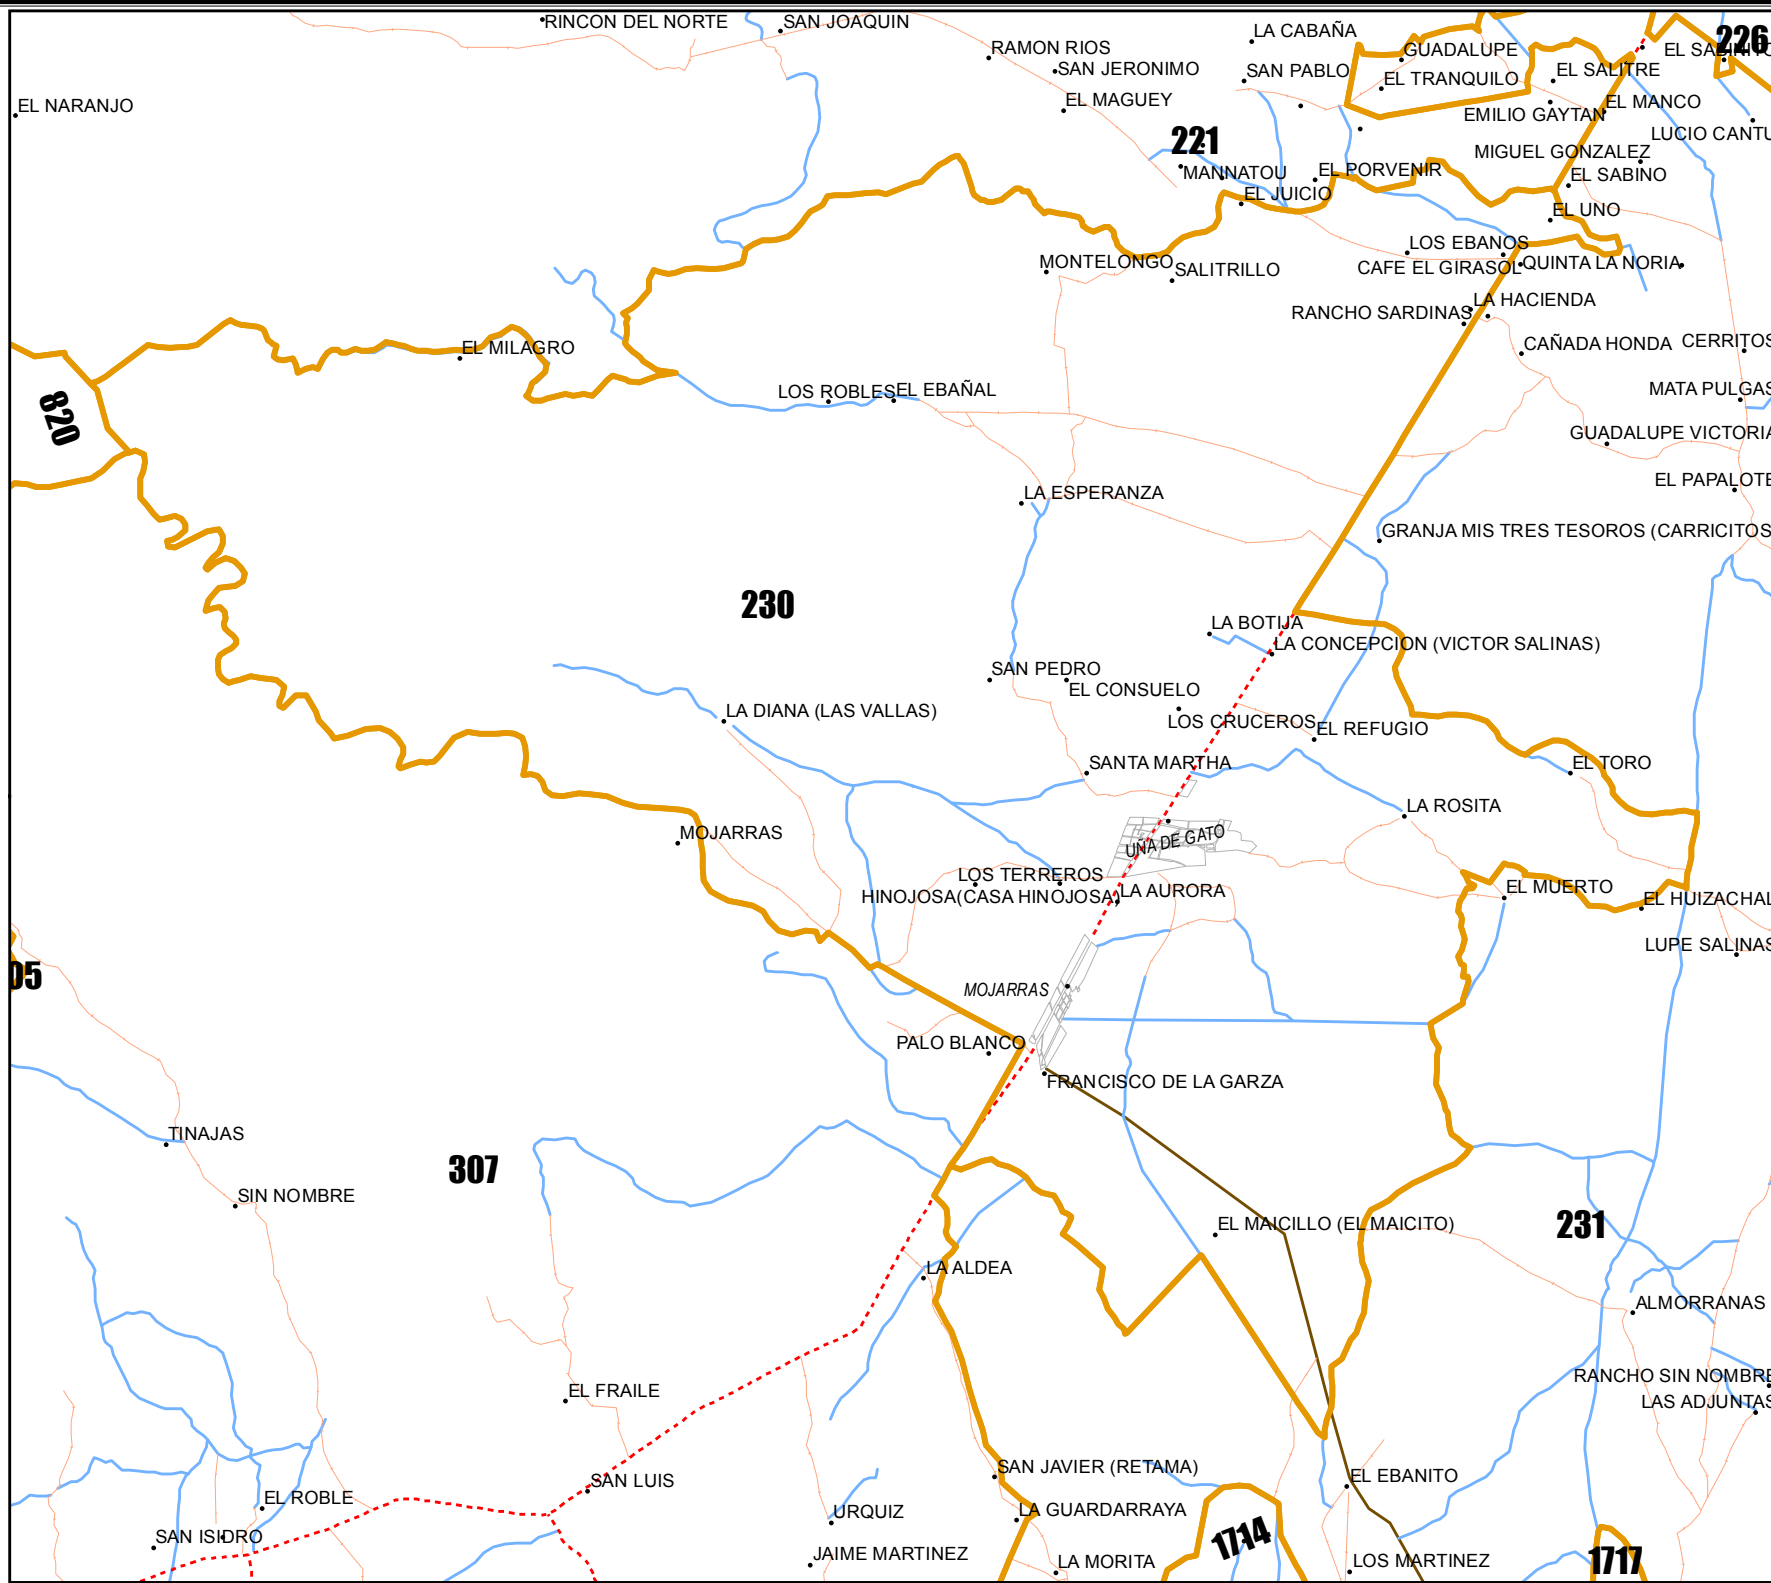 RINCON DEL NORTE
SAN JOAQUIN
LA CABAÑA
226
RAMON RIOS
GUADALUPE
SAN JERONIMO
SAN PABLO
EL TRANQUILO
EL SALITRE
EL NARANJO
EL MAGUEY
EMILIO GAYTAN
EL MANCO
LUCIO CANTU
221
MIGUEL GONZALEZ
MANNATOU
EL PORVENIR
EL SABINO
EL JUICIO
EL UNO
LOS EBANOS
MONTELONGO
SALITRILLO
CAFE EL GIRASOL
QUINTA LA NORIA
LA HACIENDA
RANCHO SARDINAS
EL MILAGRO
CAÑADA HONDA
CERRITOS
LOS ROBLES
EL EBAÑAL
MATA PULGAS
820
GUADALUPE VICTORIA
EL PAPALOTE
LA ESPERANZA
GRANJA MIS TRES TESOROS (CARRICITOS)
230
LA BOTIJA
LA CONCEPCION (VICTOR SALINAS)
SAN PEDRO
EL CONSUELO
LA DIANA (LAS VALLAS)
LOS CRUCEROS
EL REFUGIO
SANTA MARTHA
EL TORO
LA ROSITA
MOJARRAS
UÑA DE GATO
LOS TERREROS
HINOJOSA(CASA HINOJOSA)
LA AURORA
EL MUERTO
EL HUIZACHAL
LUPE SALINAS
05
MOJARRAS
PALO BLANCO
FRANCISCO DE LA GARZA
TINAJAS
307
SIN NOMBRE
EL MAICILLO (EL MAICITO)
231
LA ALDEA
ALMORRANAS
RANCHO SIN NOMBRE
EL FRAILE
LAS ADJUNTAS
SAN JAVIER (RETAMA)
EL EBANITO
SAN LUIS
EL ROBLE
URQUIZ
LA GUARDARRAYA
SAN ISIDRO
1714
JAIME MARTINEZ
LA MORITA
LOS MARTINEZ
1717